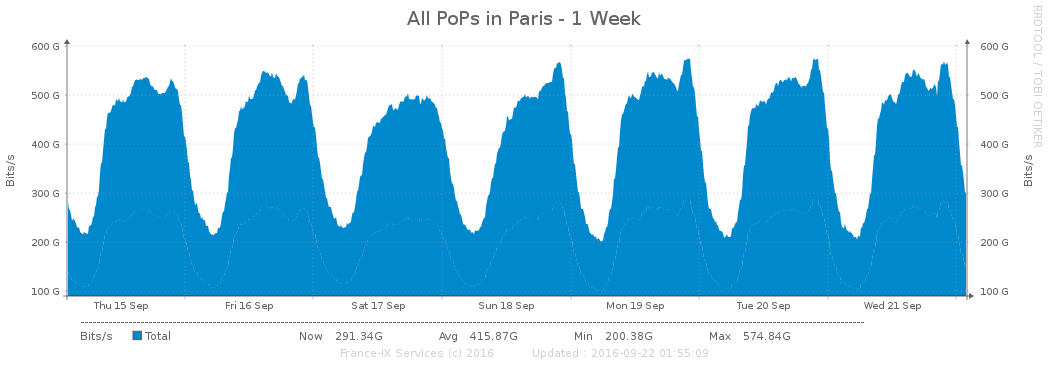 All PoPs in Paris - 1 Week
RRDTOOL / TOBI OETIKER
Bits/s
600 G
500 G
400 G
300 G
200 G
100 G
600 G
500 G
400 G
300 G
200 G
100 G
Bits/s
Thu 15 Sep Fri 16 Sep Sat 17 Sep Sun 18 Sep Mon 19 Sep Tue 20 Sep Wed 21 Sep
Bits/s Total Now 291.34G Avg 415.87G Min 200.38G Max 574.84G
France-IX Services (c) 2016 Updated : 2016-09-22 01:55:09